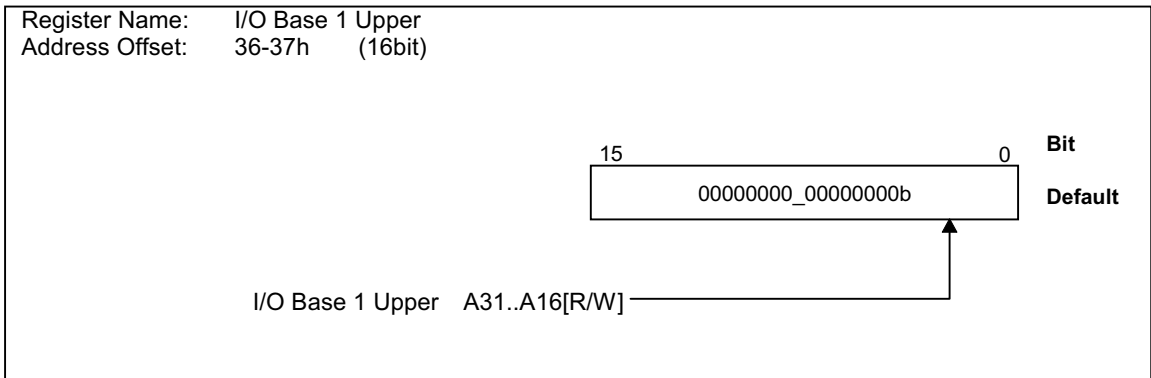 Register Name: I/O Base 1 Upper
Address Offset: 36-37h (16bit)
15 0 Bit
00000000_00000000b Default
I/O Base 1 Upper A31..A16[R/W]